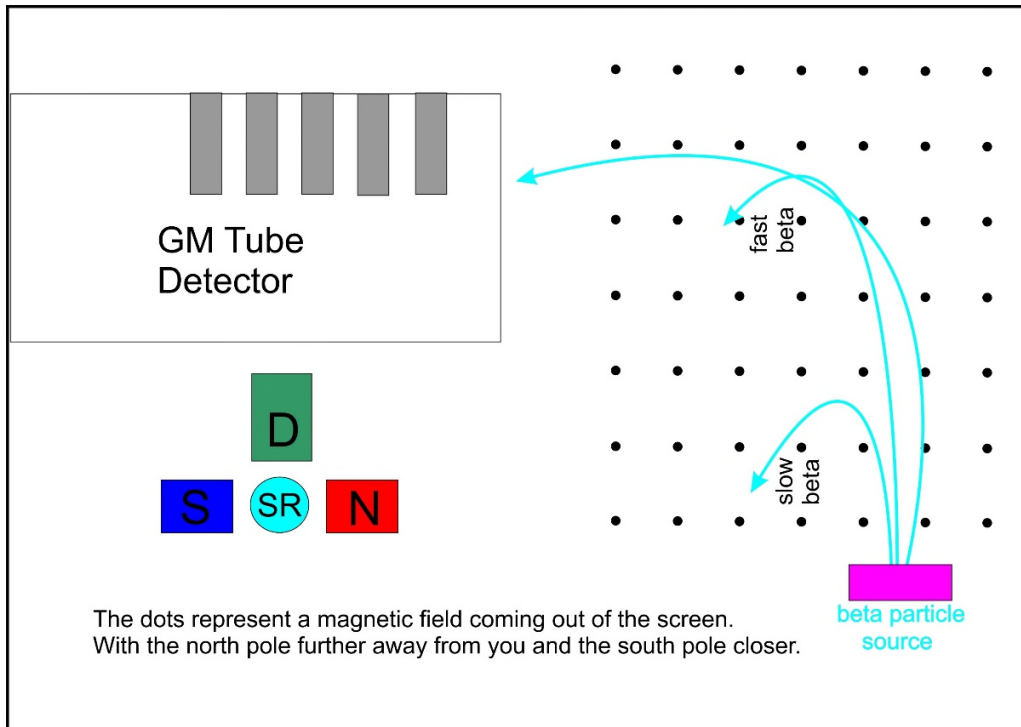 GM Tube
Detector
fast
beta
D
S
SR
N
slow
beta
The dots represent a magnetic field coming out of the screen.
With the north pole further away from you and the south pole closer.
beta particle
source